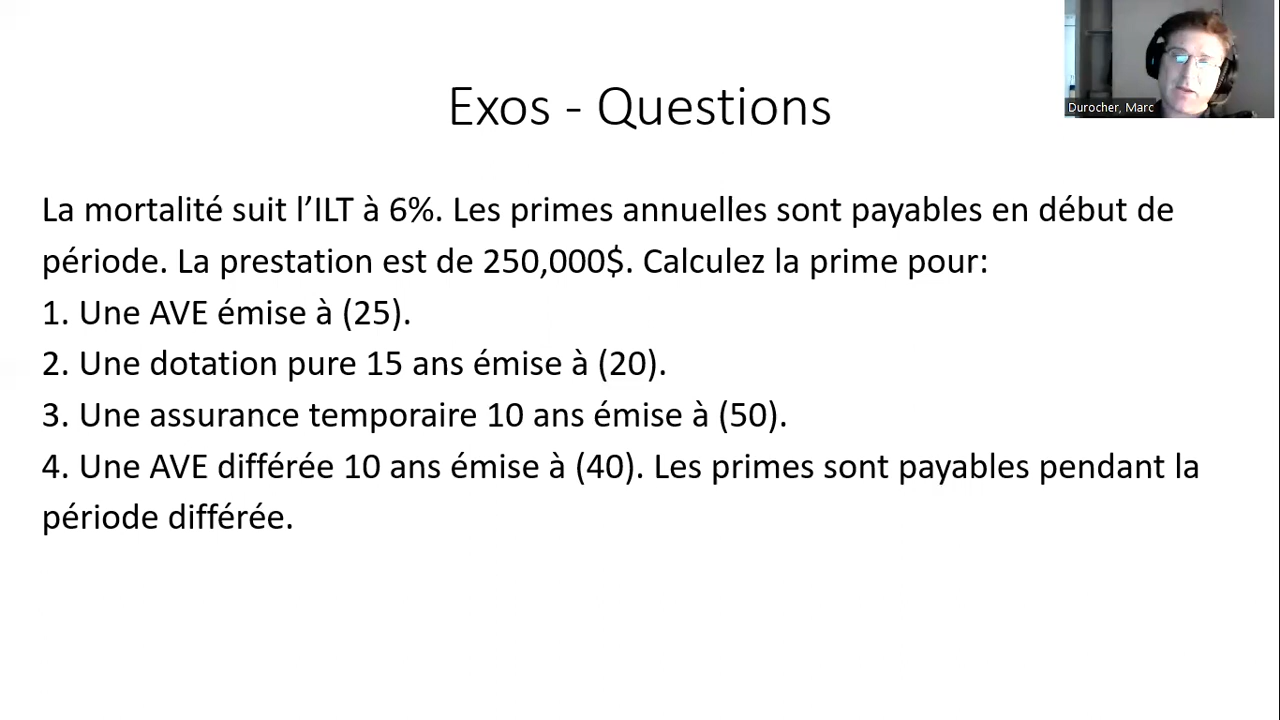 Durocher, Marc
Exos - Questions
La mortalité suit l’ILT à 6%. Les primes annuelles sont payables en début de
période. La prestation est de 250,000$. Calculez la prime pour:
1. Une AVE émise à (25).
2. Une dotation pure 15 ans émise à (20).
3. Une assurance temporaire 10 ans émise à (50).
4. Une AVE différée 10 ans émise à (40). Les primes sont payables pendant la
période différée.